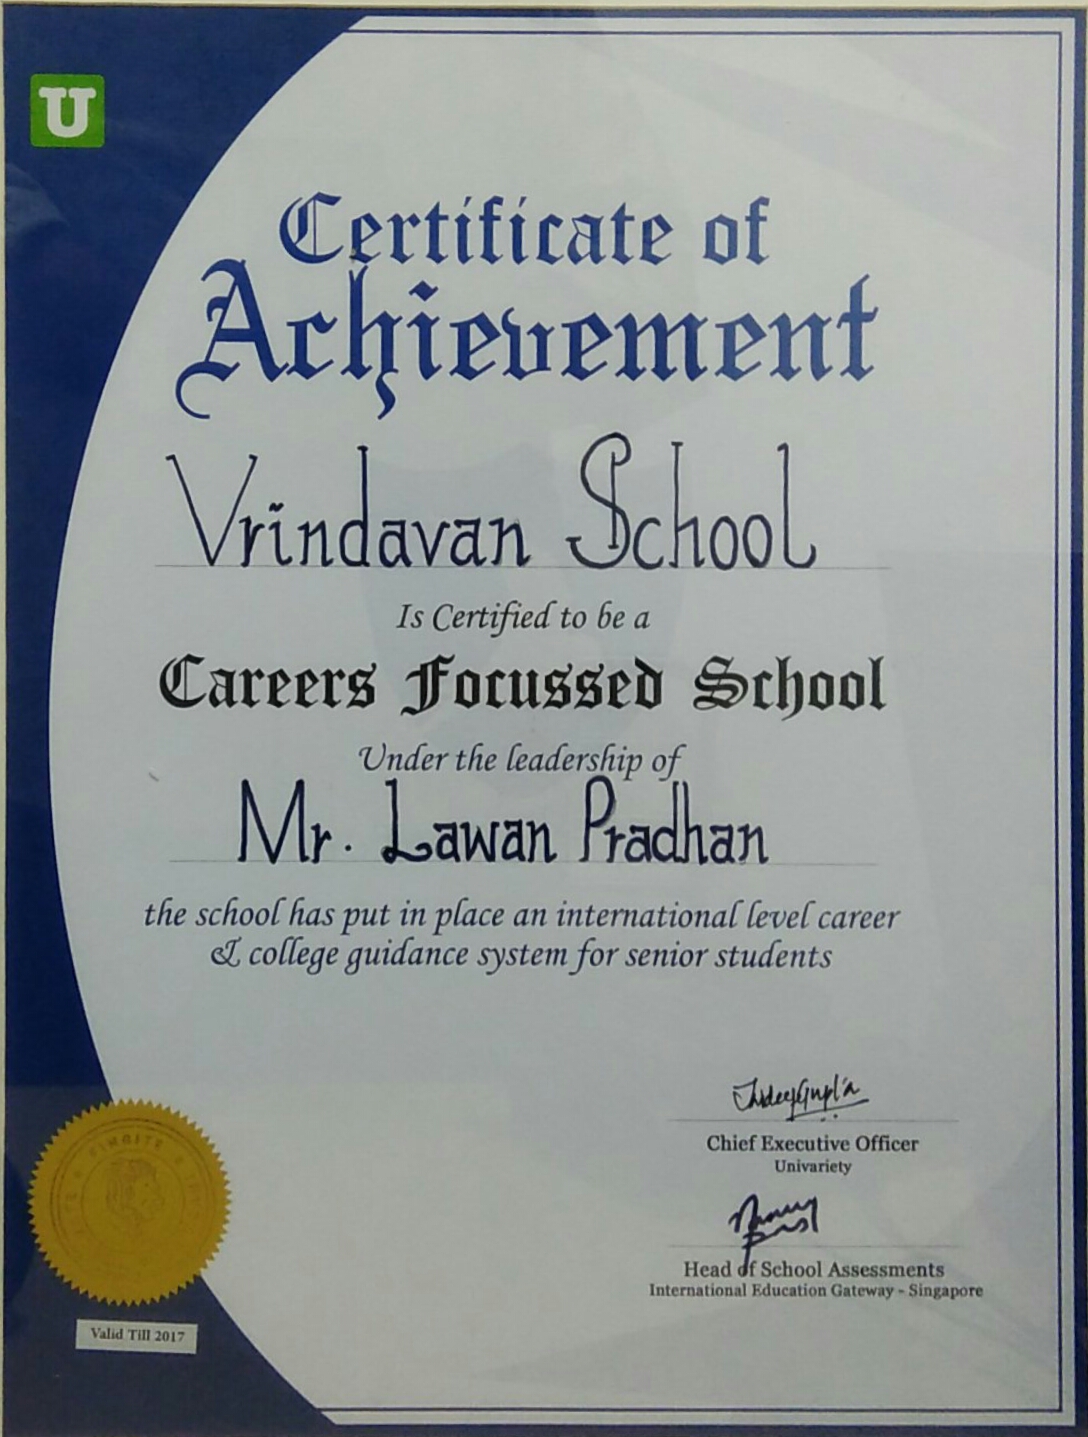 U
Certificate of
Achievement
Vrindavan School
Is Certified to be a
Careers Focussed School
Under the leadership of
Mr. Lawan Pradhan
the school has put in place an international level career
& college guidance system for senior students
Chief Executive Officer
Univariety
Head of School Assessments
International Education Gateway - Singapore
Valid Till 2017